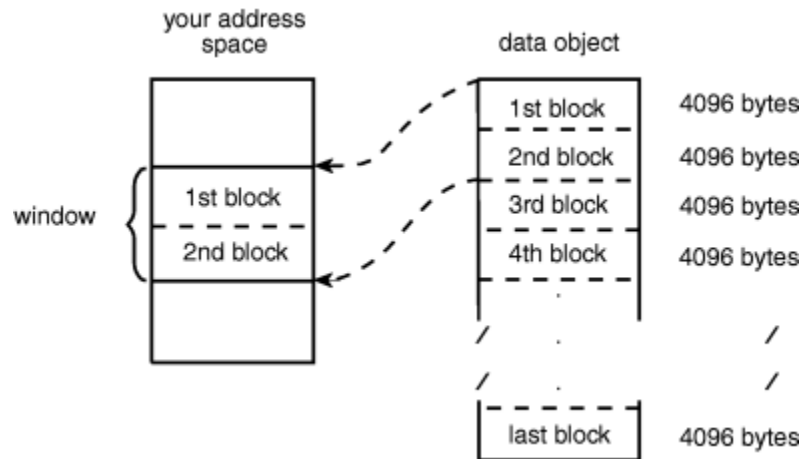 your address
space
data object
1st block
4096 bytes
2nd block
4096 bytes
window
1st block
3rd block
4096 bytes
2nd block
4th block
4096 bytes
last block
4096 bytes